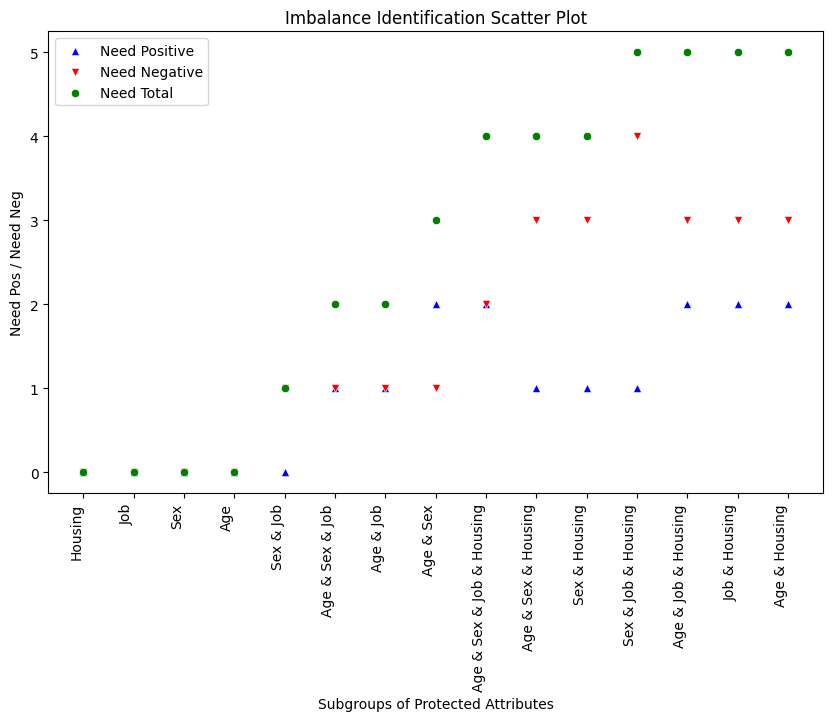 Imbalance Identification Scatter Plot
Need Positive
Need Negative
Need Total
Need Pos / Need Neg
5
4
3
2
1
0
Housing
Job
Sex
Age
Sex & Job
Age & Sex & Job
Age & Job
Age & Sex
Age & Sex & Job & Housing
Age & Sex & Housing
Sex & Housing
Sex & Job & Housing
Age & Job & Housing
Job & Housing
Age & Housing
Subgroups of Protected Attributes